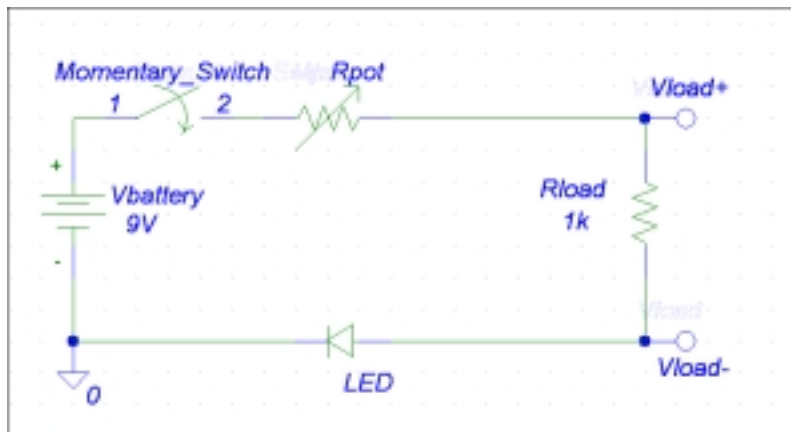 Momentary_Switch
Rpot
1
2
Vload+
+
Vbattery
9V
-
Rload
1k
Vload-
LED
0